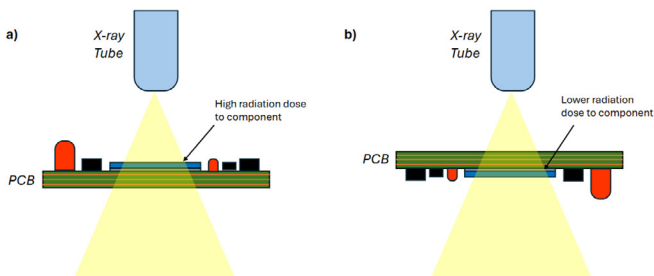 a)
X-ray
Tube
High radiation dose
to component
PCB
b)
X-ray
Tube
Lower radiation
dose to component
PCB